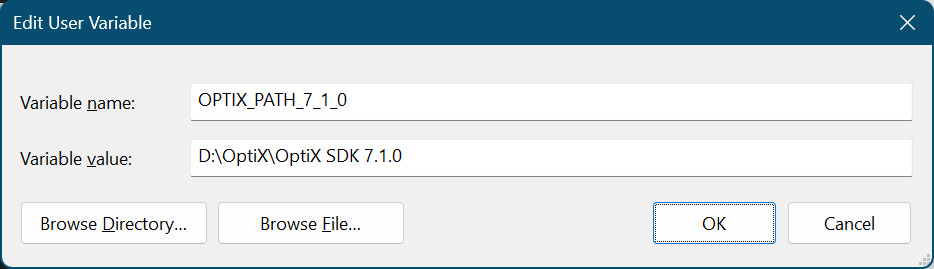 Edit User Variable
Variable name: OPTIX_PATH_7_1_0
Variable value: D:\OptiX\OptiX SDK 7.1.0
Browse Directory... Browse File... OK Cancel